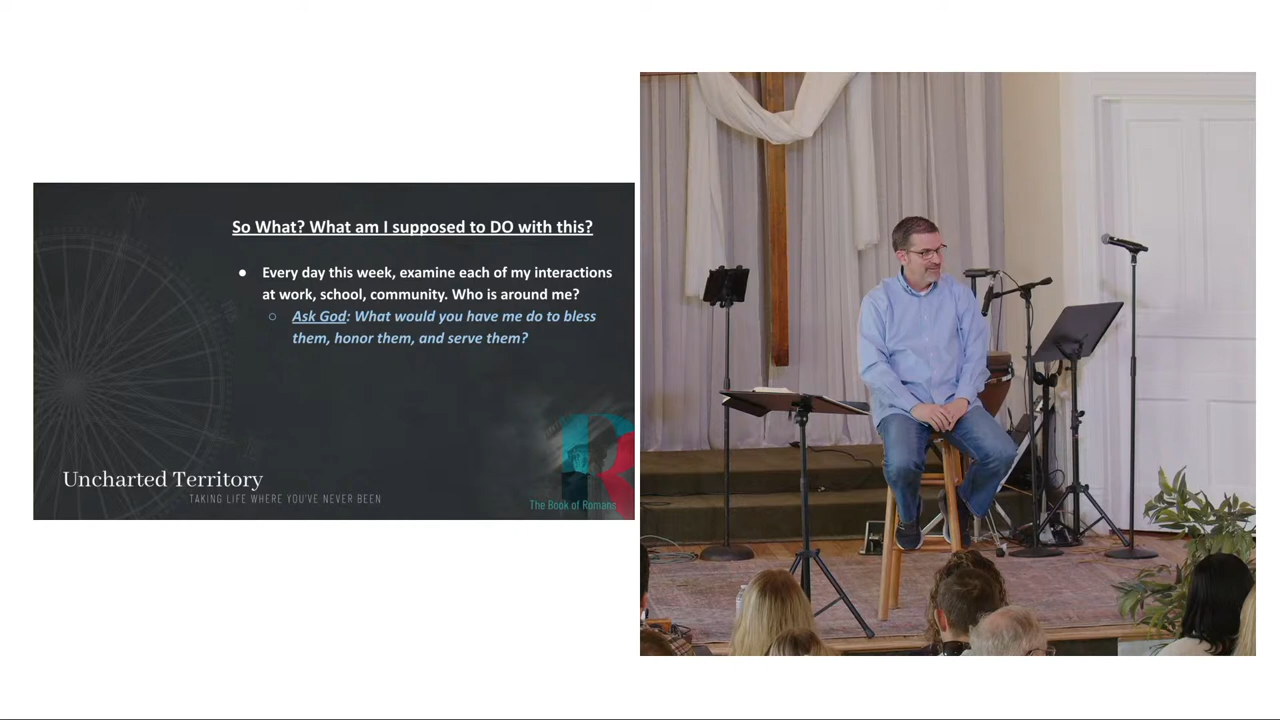 So What? What am I supposed to DO with this?
● Every day this week, examine each of my interactions
at work, school, community. Who is around me?
○ Ask God: What would you have me do to bless
them, honor them, and serve them?
Uncharted Territory
TAKING LIFE WHERE YOU'VE NEVER BEEN
The Book of Romans